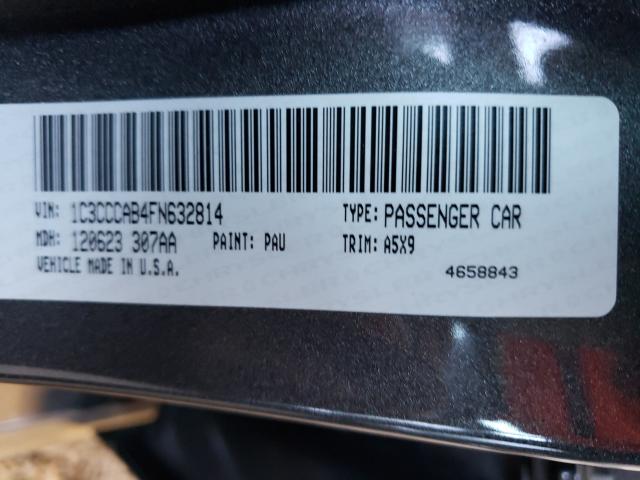 VIN: 1C3CCCAB4FN632814 TYPE: PASSENGER CAR
MDH: 120623 307AA PAINT: PAU TRIM: A5X9
VEHICLE MADE IN U.S.A. 4658843